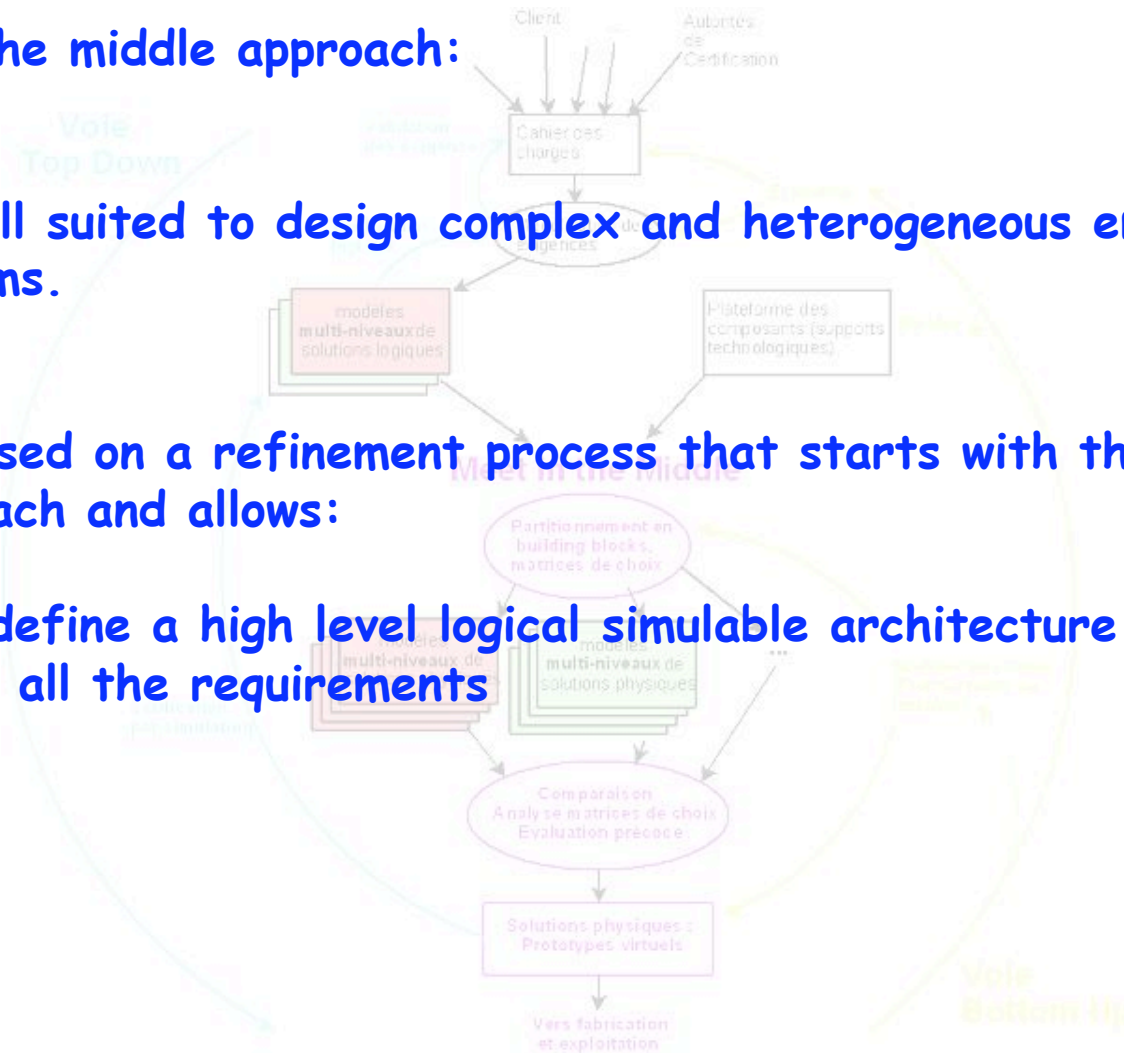 he middle approach:
ll suited to design complex and heterogeneous e
ms.
sed on a refinement process that starts with th
ach and allows:
define a high level logical simulable architecture
all the requirements
Client
Autorités
de
Certification
Voie
Top Down
Cahier des
charges
modèles
multi-niveaux de
solutions logiques
Plateforme des
composants (supports
technologiques)
Meet in the Middle
Partitionnement en
building blocks,
matrices de choix
modèles
multi-niveaux de
modèles
multi-niveaux de
solutions physiques
...
Comparaison
Analyse matrices de choix
Evaluation précoce
Solutions physiques :
Prototypes virtuels
Vers fabrication
et exploitation
Voie
Bottom Up